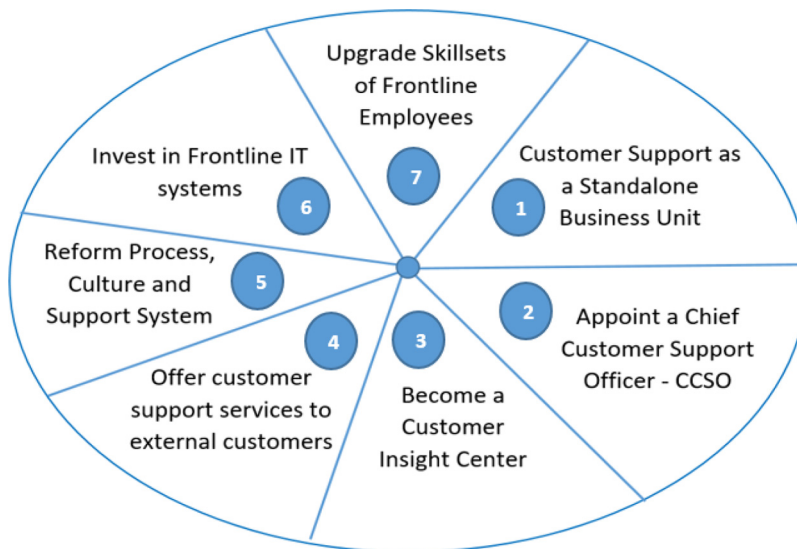 Upgrade Skillsets
of Frontline
Employees
7
Customer Support as
a Standalone
Business Unit
1
Appoint a Chief
Customer Support
Officer - CCSO
2
Become a
Customer
Insight Center
3
Offer customer
support services to
external customers
4
Reform Process,
Culture and
Support System
5
Invest in Frontline IT
systems
6